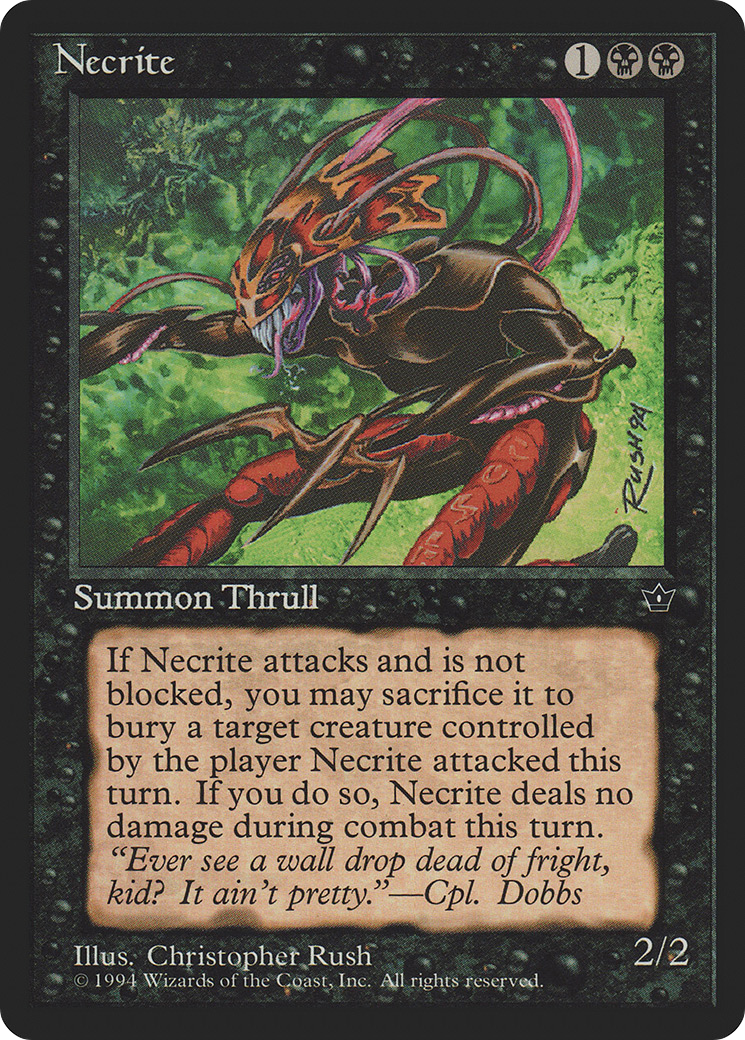 Necrite
1
RUSH 94
Summon Thrull
If Necrite attacks and is not
blocked, you may sacrifice it to
bury a target creature controlled
by the player Necrite attacked this
turn. If you do so, Necrite deals no
damage during combat this turn.
“Ever see a wall drop dead of fright,
kid? It ain't pretty.”—Cpl. Dobbs
Illus. Christopher Rush
2/2
© 1994 Wizards of the Coast, Inc. All rights reserved.